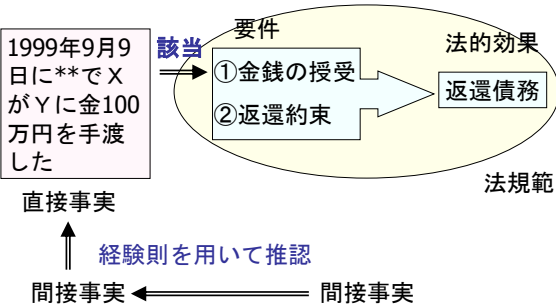 要件
法的効果
1999年9月9
日に**でX
がYに金100
万円を手渡
した
該当
①金銭の授受
②返還約束
返還債務
法規範
直接事実
経験則を用いて推認
間接事実
間接事実